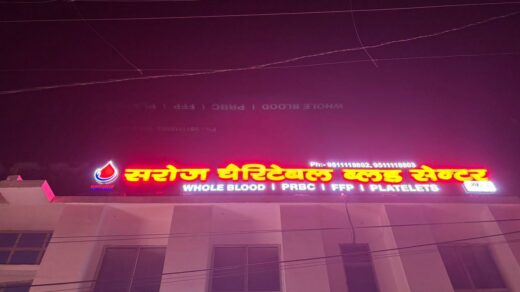 Ph:- 9511118802, 9511118803
सरोज चैरिटेबल ब्लड सेन्टर
WHOLE BLOOD | PRBC | FFP | PLATELETS